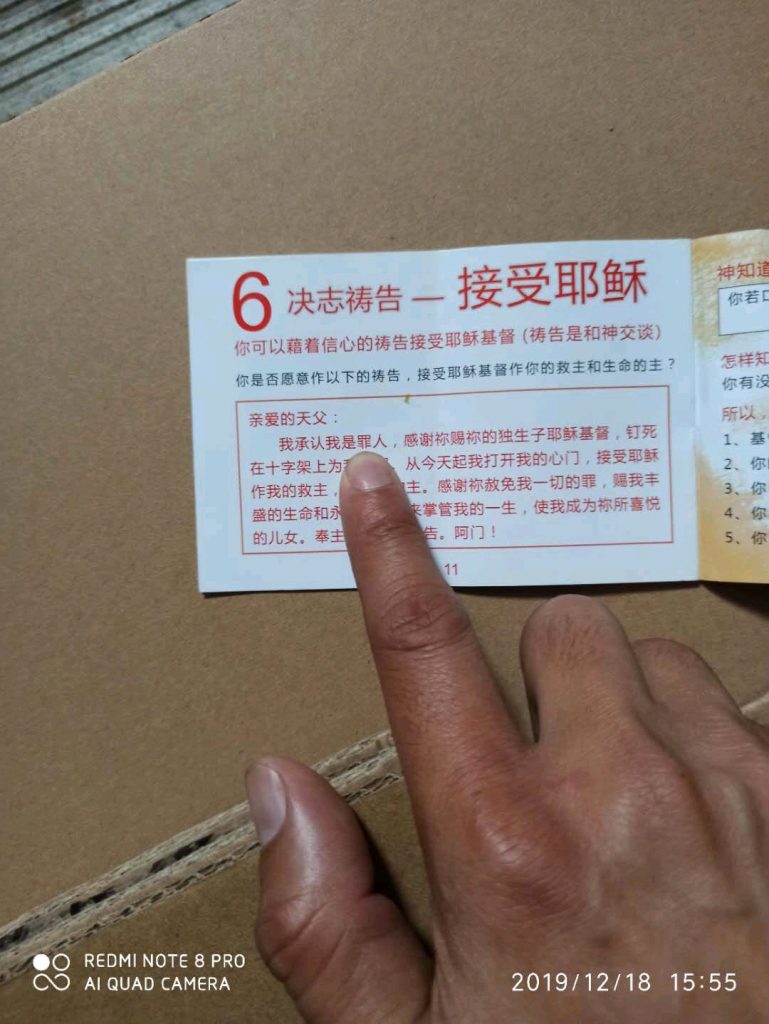 6 决志祷告 — 接受耶稣
你可以藉着信心的祷告接受耶稣基督（祷告是和神交谈）
你是否愿意作以下的祷告，接受耶稣基督作你的救主和生命的主？
亲爱的天父：
我承认我是罪人，感谢祢赐祢的独生子耶稣基督，钉死
在十字架上为 从今天起我打开我的心门，接受耶稣
作我的救主， 主。感谢祢赦免我一切的罪，赐我丰
盛的生命和永 来掌管我的一生，使我成为祢所喜悦
的儿女。奉主 告。阿门！
11
神知道
你若口
怎样知
你有没
所以，
1、基
2、你
3、你
4、你
5、你
REDMI NOTE 8 PRO
AI QUAD CAMERA
2019/12/18 15:55